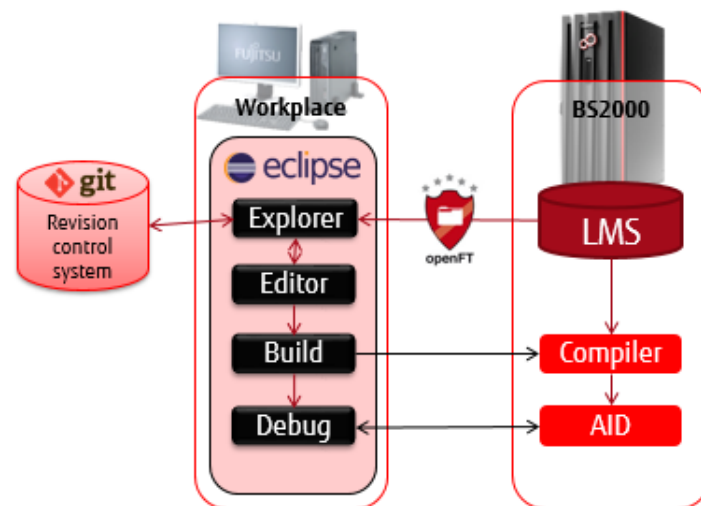 FUJITSU
Workplace
BS2000
eclipse
git
Revision
control
system
Explorer
openFT
LMS
Editor
Build
Compiler
Debug
AID